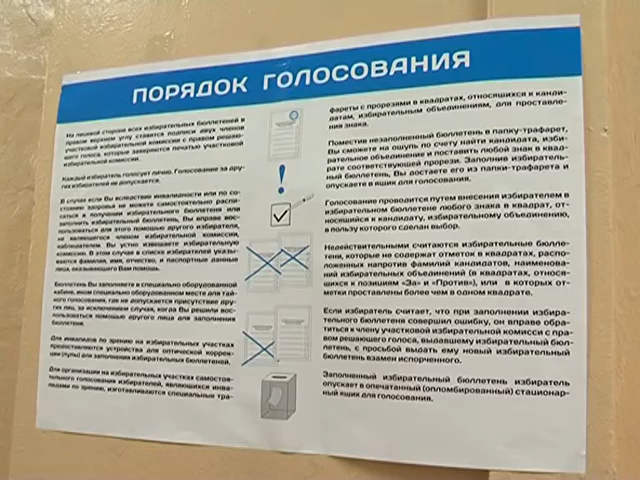 ПОРЯДОК ГОЛОСОВАНИЯ
На лицевой стороне всех избирательных бюллетеней в
правом верхнем углу ставятся подписи двух членов
участковой избирательной комиссии с правом решаю-
щего голоса, которые заверяются печатью участковой
избирательной комиссии.
Каждый избиратель голосует лично. Голосование за дру-
гих избирателей не допускается.
В случае если Вы вследствие инвалидности или по со-
стоянию здоровья не можете самостоятельно распи-
саться в получении избирательного бюллетеня или
заполнить избирательный бюллетень, Вы вправе вос-
пользоваться для этого помощью другого избирателя,
не являющегося членом избирательной комиссии,
наблюдателем. Вы устно извещаете избирательную
комиссию. В этом случае в списке избирателей указы-
ваются фамилия, имя, отчество, и паспортные данные
лица, оказывающего Вам помощь.
Бюллетень Вы заполняете в специально оборудованной
кабине, ином специально оборудованном месте для тай-
ного голосования, где не допускается присутствие дру-
гих лиц, за исключением случая, когда Вы решили вос-
пользоваться помощью другого лица для заполнения
бюллетеня.
Для инвалидов по зрению на избирательных участках
предоставляются устройства для оптической коррек-
ции (лупы) для заполнения избирательных бюллетеней.
Для организации на избирательных участках самостоя-
тельного голосования избирателей, являющихся инва-
лидами по зрению, изготавливаются специальные тра-
фареты с прорезями в квадратах, относящихся к канди-
датам, избирательным объединениям, для проставле-
ния знака.
Поместив незаполненный бюллетень в папку-трафарет,
Вы сможете на ощупь по счету найти кандидата, изби-
рательное объединение и поставить любой знак в квад-
рате соответствующей прорези. Заполнив избиратель-
ный бюллетень, Вы достаете его из папки-трафарета и
опускаете в ящик для голосования.
Голосование проводится путем внесения избирателем в
избирательном бюллетене любого знака в квадрат, от-
носящийся к кандидату, избирательному объединению,
в пользу которого сделан выбор.
Недействительными считаются избирательные бюлле-
тени, которые не содержат отметок в квадратах, распо-
ложенных напротив фамилий кандидатов, наименова-
ний избирательных объединений (в квадратах, относя-
щихся к позициям «За» и «Против»), или в которых от-
метки проставлены более чем в одном квадрате.
Если избиратель считает, что при заполнении избира-
тельного бюллетеня совершил ошибку, он вправе обра-
титься к члену участковой избирательной комиссии с пра-
вом решающего голоса, выдавшему избирательный бюл-
летень, с просьбой выдать ему новый избирательный
бюллетень взамен испорченного.
Заполненный избирательный бюллетень избиратель
опускает в опечатанный (опломбированный) стационар-
ный ящик для голосования.